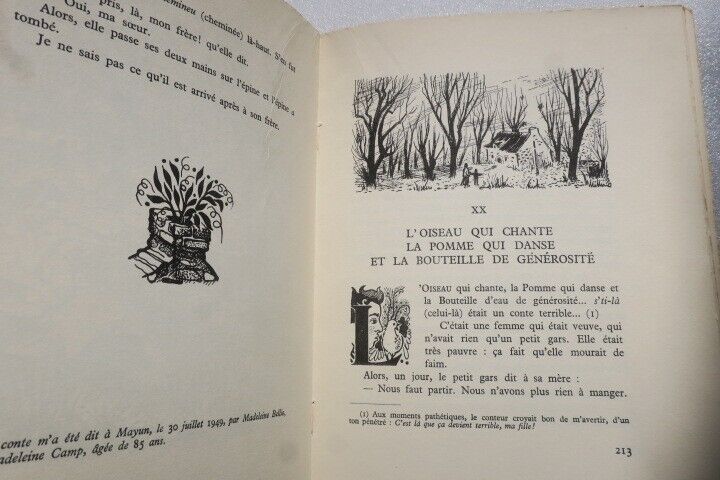 pris, là, mon frère! qu'elle dit.
cheminée) là-haut. S'en fut
Oui, ma sœur.
Alors, elle passe ses deux mains sur l'épine et l'épine a
tombé.
Je ne sais pas ce qu'il est arrivé après à son frère.
conte m'a été dit à Mayun, le 30 juillet 1949, par Madeleine
adeleine Camp, âgée de 85 ans.
XX
L'OISEAU QUI CHANTE
LA POMME QUI DANSE
ET LA BOUTEILLE DE GÉNÉROSITÉ
L'OISEAU qui chante, la Pomme qui danse et
la Bouteille d'eau de générosité... s'ti-là
(celui-là) était un conte terrible... (1)
C'était une femme qui était veuve, qui
n'avait rien qu'un petit gars. Elle était
très pauvre : ça fait qu'elle mourait de
faim.
Alors, un jour, le petit gars dit à sa mère :
— Nous faut partir. Nous n'avons plus rien à manger.
(1) Aux moments pathétiques, le conteur croyait bon de m'avertir, d'un
ton pénétré : C'est là que ça devient terrible, ma fille!
213